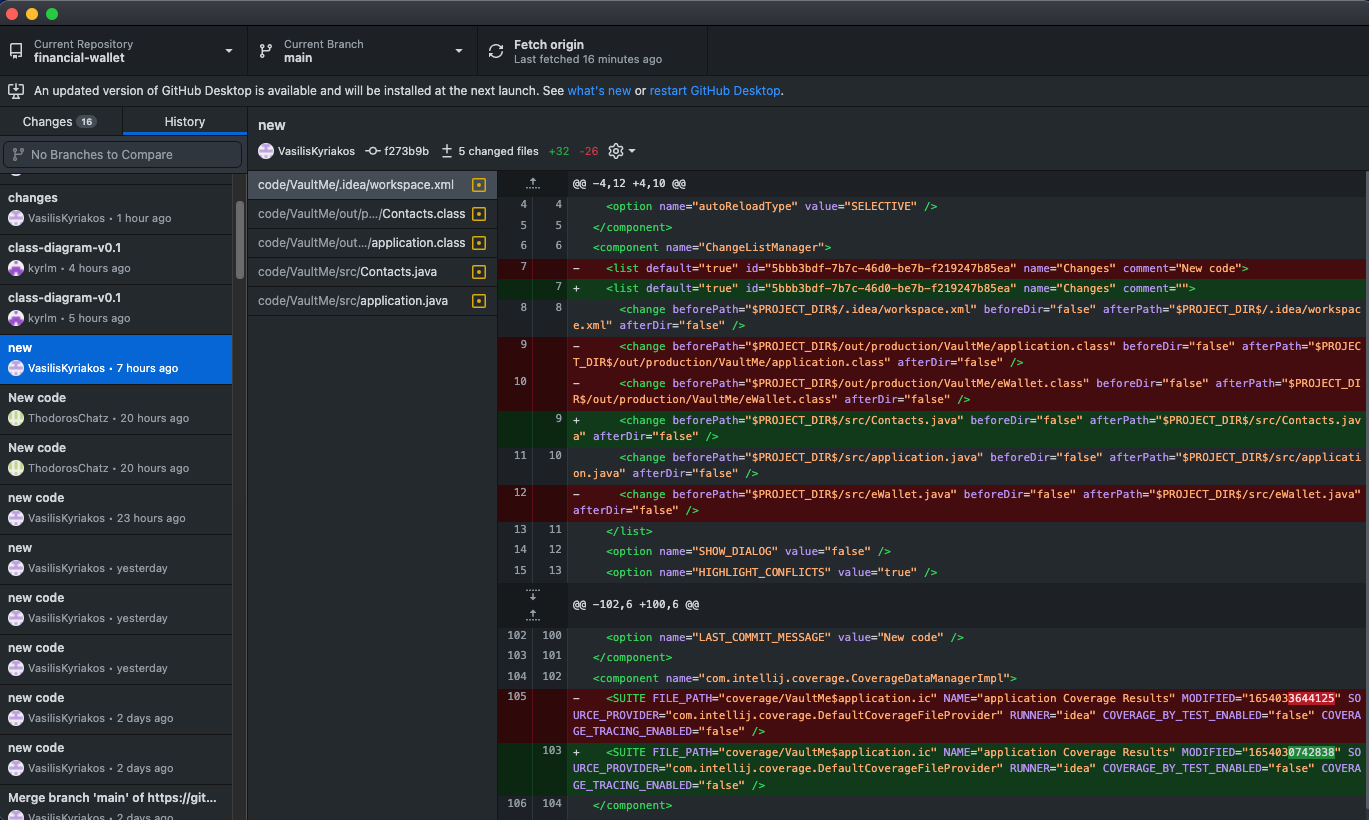 Current Repository
financial-wallet
Current Branch
main
Fetch origin
Last fetched 16 minutes ago
An updated version of GitHub Desktop is available and will be installed at the next launch. See what's new or restart GitHub Desktop.
Changes 16
History
No Branches to Compare
changes
VasilisKyriakos • 1 hour ago
class-diagram-v0.1
kyrlm • 4 hours ago
class-diagram-v0.1
kyrlm • 5 hours ago
new
VasilisKyriakos • 7 hours ago
New code
ThodorosChatz • 20 hours ago
New code
ThodorosChatz • 20 hours ago
new code
VasilisKyriakos • 23 hours ago
new
VasilisKyriakos • yesterday
new code
VasilisKyriakos • yesterday
new code
VasilisKyriakos • yesterday
new code
VasilisKyriakos • 2 days ago
new code
VasilisKyriakos • 2 days ago
Merge branch 'main' of https://git...
VasilisKyriakos • 2 days ago
new
VasilisKyriakos f273b9b 5 changed files +32 -26
code/VaultMe/.idea/workspace.xml
code/VaultMe/out/p.../Contacts.class
code/VaultMe/out.../application.class
code/VaultMe/src/Contacts.java
code/VaultMe/src/application.java
@@ -4,12 +4,10 @@
4 4 <option name="autoReloadType" value="SELECTIVE" />
5 5 </component>
6 6 <component name="ChangeListManager">
7 - <list default="true" id="5bbb3bdf-7b7c-46d0-be7b-f219247b85ea" name="Changes" comment="New code">
7 + <list default="true" id="5bbb3bdf-7b7c-46d0-be7b-f219247b85ea" name="Changes" comment="">
8 8 <change beforePath="$PROJECT_DIR$/.idea/workspace.xml" beforeDir="false" afterPath="$PROJECT_DIR$/.idea/workspac
e.xml" afterDir="false" />
9 - <change beforePath="$PROJECT_DIR$/out/production/VaultMe/application.class" beforeDir="false" afterPath="$PROJEC
T_DIR$/out/production/VaultMe/application.class" afterDir="false" />
10 - <change beforePath="$PROJECT_DIR$/out/production/VaultMe/eWallet.class" beforeDir="false" afterPath="$PROJECT_DI
R$/out/production/VaultMe/eWallet.class" afterDir="false" />
9 + <change beforePath="$PROJECT_DIR$/src/Contacts.java" beforeDir="false" afterPath="$PROJECT_DIR$/src/Contacts.jav
a" afterDir="false" />
11 10 <change beforePath="$PROJECT_DIR$/src/application.java" beforeDir="false" afterPath="$PROJECT_DIR$/src/applicati
on.java" afterDir="false" />
12 - <change beforePath="$PROJECT_DIR$/src/eWallet.java" beforeDir="false" afterPath="$PROJECT_DIR$/src/eWallet.java"
afterDir="false" />
13 11 </list>
14 12 <option name="SHOW_DIALOG" value="false" />
15 13 <option name="HIGHLIGHT_CONFLICTS" value="true" />
@@ -102,6 +100,6 @@
102 100 <option name="LAST_COMMIT_MESSAGE" value="New code" />
103 101 </component>
104 102 <component name="com.intellij.coverage.CoverageDataManagerImpl">
105 - <SUITE FILE_PATH="coverage/VaultMe$application.ic" NAME="application Coverage Results" MODIFIED="1654033644125" SO
URCE_PROVIDER="com.intellij.coverage.DefaultCoverageFileProvider" RUNNER="idea" COVERAGE_BY_TEST_ENABLED="false" COVERA
GE_TRACING_ENABLED="false" />
103 + <SUITE FILE_PATH="coverage/VaultMe$application.ic" NAME="application Coverage Results" MODIFIED="1654030742838" SO
URCE_PROVIDER="com.intellij.coverage.DefaultCoverageFileProvider" RUNNER="idea" COVERAGE_BY_TEST_ENABLED="false" COVERA
GE_TRACING_ENABLED="false" />
106 104 </component>